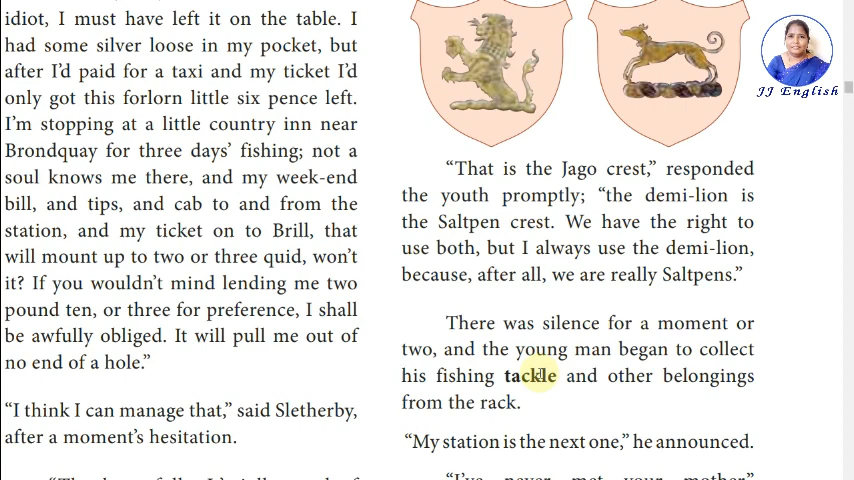 idiot, I must have left it on the table. I
had some silver loose in my pocket, but
after I’d paid for a taxi and my ticket I’d
only got this forlorn little six pence left.
I’m stopping at a little country inn near
Brondquay for three days’ fishing; not a
soul knows me there, and my week-end
bill, and tips, and cab to and from the
station, and my ticket on to Brill, that
will mount up to two or three quid, won’t
it? If you wouldn’t mind lending me two
pound ten, or three for preference, I shall
be awfully obliged. It will pull me out of
no end of a hole.”
“I think I can manage that,” said Sletherby,
after a moment’s hesitation.
JJ English
“That is the Jago crest,” responded
the youth promptly; “the demi-lion is
the Saltpen crest. We have the right to
use both, but I always use the demi-lion,
because, after all, we are really Saltpens.”
There was silence for a moment or
two, and the young man began to collect
his fishing tackle and other belongings
from the rack.
“My station is the next one,” he announced.
“I’ve never met your mother,”